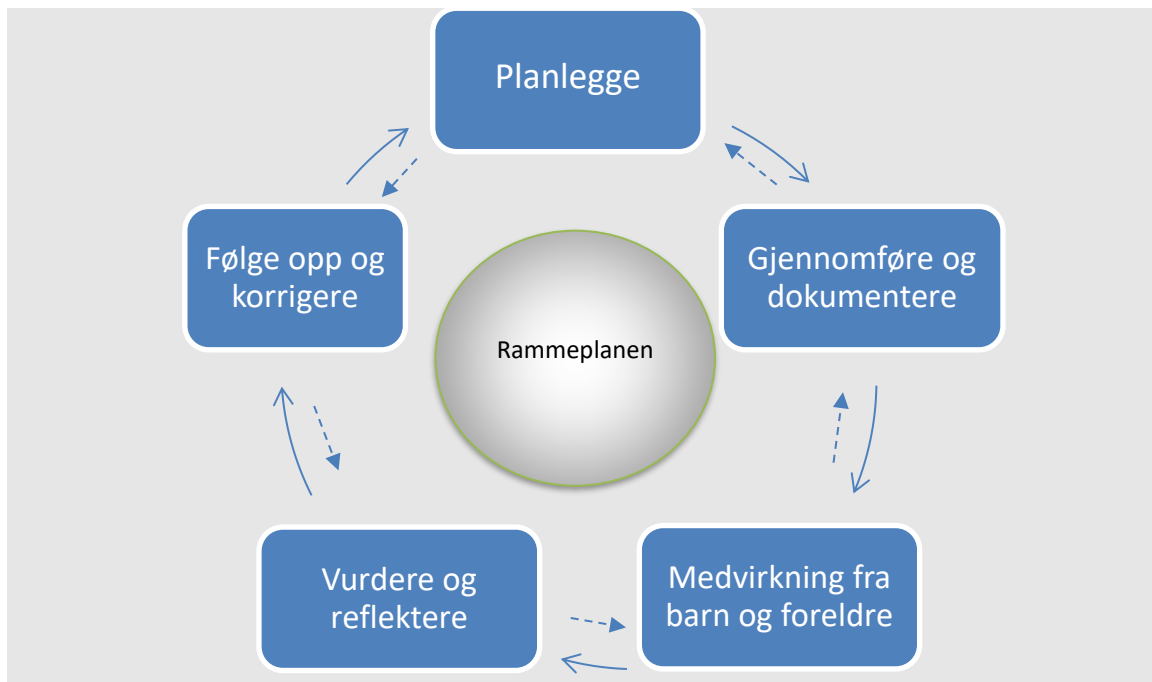 Planlegge
Følge opp og
korrigere
Gjennomføre og
dokumentere
Rammeplanen
Vurdere og
reflektere
Medvirkning fra
barn og foreldre